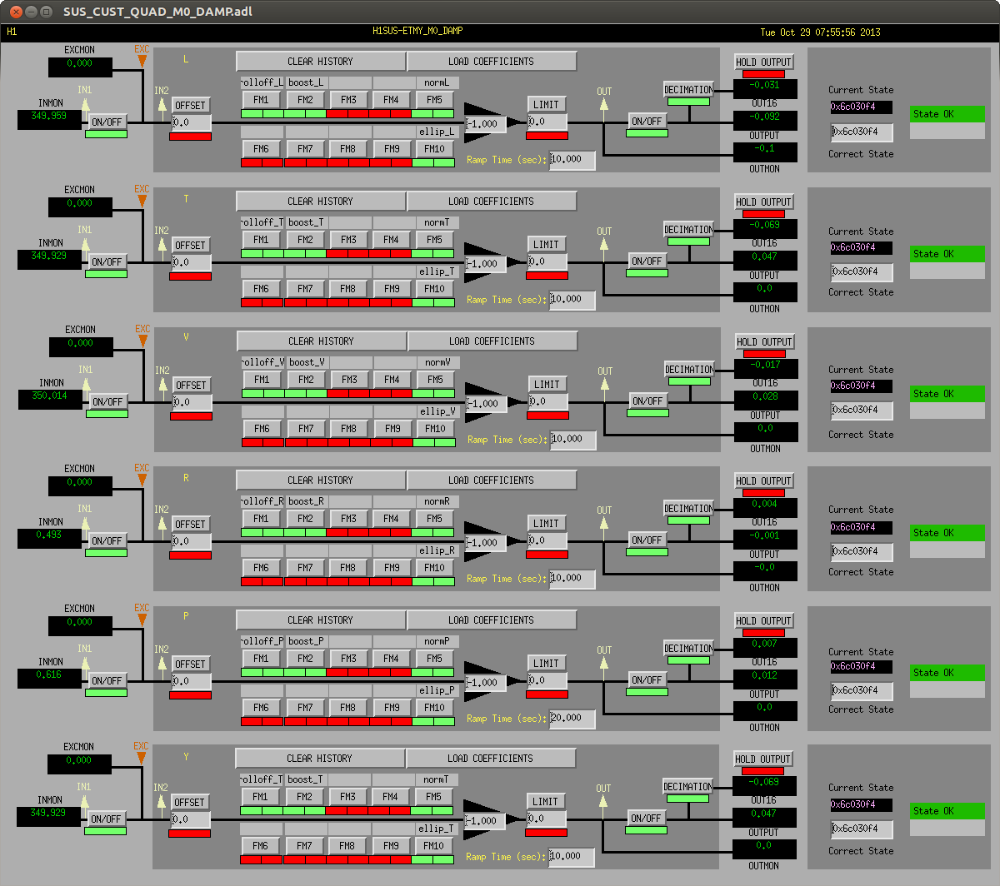 SUS_CUST_QUAD_M0_DAMP.adl
H1 H1SUS-ETMY_M0_DAMP Tue Oct 29 07:55:56 2013
EXCMON EXC L CLEAR HISTORY LOAD COEFFICIENTS HOLD OUTPUT
0.000
rolloff_L boost_L normL -0.031
IN1 IN2 OUT DECIMATION Current State
INMON OFFSET FM1 FM2 FM3 FM4 FM5 LIMIT OUT16 0x6c030f4
349.959 ON/OFF 0.0 -1.000 0.0 ON/OFF -0.092 State OK
ellip_L OUTPUT 0x6c030f4
FM6 FM7 FM8 FM9 FM10 -0.1 Correct State
Ramp Time (sec): 10.000 OUTMON
EXCMON EXC T CLEAR HISTORY LOAD COEFFICIENTS HOLD OUTPUT
0.000
rolloff_T boost_T normT -0.069
IN1 IN2 OUT DECIMATION Current State
INMON OFFSET FM1 FM2 FM3 FM4 FM5 LIMIT OUT16 0x6c030f4
349.929 ON/OFF 0.0 -1.000 0.0 ON/OFF 0.047 State OK
ellip_T OUTPUT 0x6c030f4
FM6 FM7 FM8 FM9 FM10 0.0 Correct State
Ramp Time (sec): 10.000 OUTMON
EXCMON EXC V CLEAR HISTORY LOAD COEFFICIENTS HOLD OUTPUT
0.000
rolloff_V boost_V normV -0.017
IN1 IN2 OUT DECIMATION Current State
INMON OFFSET FM1 FM2 FM3 FM4 FM5 LIMIT OUT16 0x6c030f4
350.014 ON/OFF 0.0 -1.000 0.0 ON/OFF 0.028 State OK
ellip_V OUTPUT 0x6c030f4
FM6 FM7 FM8 FM9 FM10 0.0 Correct State
Ramp Time (sec): 10.000 OUTMON
EXCMON EXC R CLEAR HISTORY LOAD COEFFICIENTS HOLD OUTPUT
0.000
rolloff_R boost_R normR 0.004
IN1 IN2 OUT DECIMATION Current State
INMON OFFSET FM1 FM2 FM3 FM4 FM5 LIMIT OUT16 0x6c030f4
0.493 ON/OFF 0.0 -1.000 0.0 ON/OFF -0.001 State OK
ellip_R OUTPUT 0x6c030f4
FM6 FM7 FM8 FM9 FM10 -0.0 Correct State
Ramp Time (sec): 10.000 OUTMON
EXCMON EXC P CLEAR HISTORY LOAD COEFFICIENTS HOLD OUTPUT
0.000
rolloff_P boost_P normP 0.007
IN1 IN2 OUT DECIMATION Current State
INMON OFFSET FM1 FM2 FM3 FM4 FM5 LIMIT OUT16 0x6c030f4
0.616 ON/OFF 0.0 -1.000 0.0 ON/OFF 0.012 State OK
ellip_P OUTPUT 0x6c030f4
FM6 FM7 FM8 FM9 FM10 0.0 Correct State
Ramp Time (sec): 20.000 OUTMON
EXCMON EXC Y CLEAR HISTORY LOAD COEFFICIENTS HOLD OUTPUT
0.000
rolloff_T boost_T normT -0.069
IN1 IN2 OUT DECIMATION Current State
INMON OFFSET FM1 FM2 FM3 FM4 FM5 LIMIT OUT16 0x6c030f4
349.929 ON/OFF 0.0 -1.000 0.0 ON/OFF 0.047 State OK
ellip_T OUTPUT 0x6c030f4
FM6 FM7 FM8 FM9 FM10 0.0 Correct State
Ramp Time (sec): 10.000 OUTMON